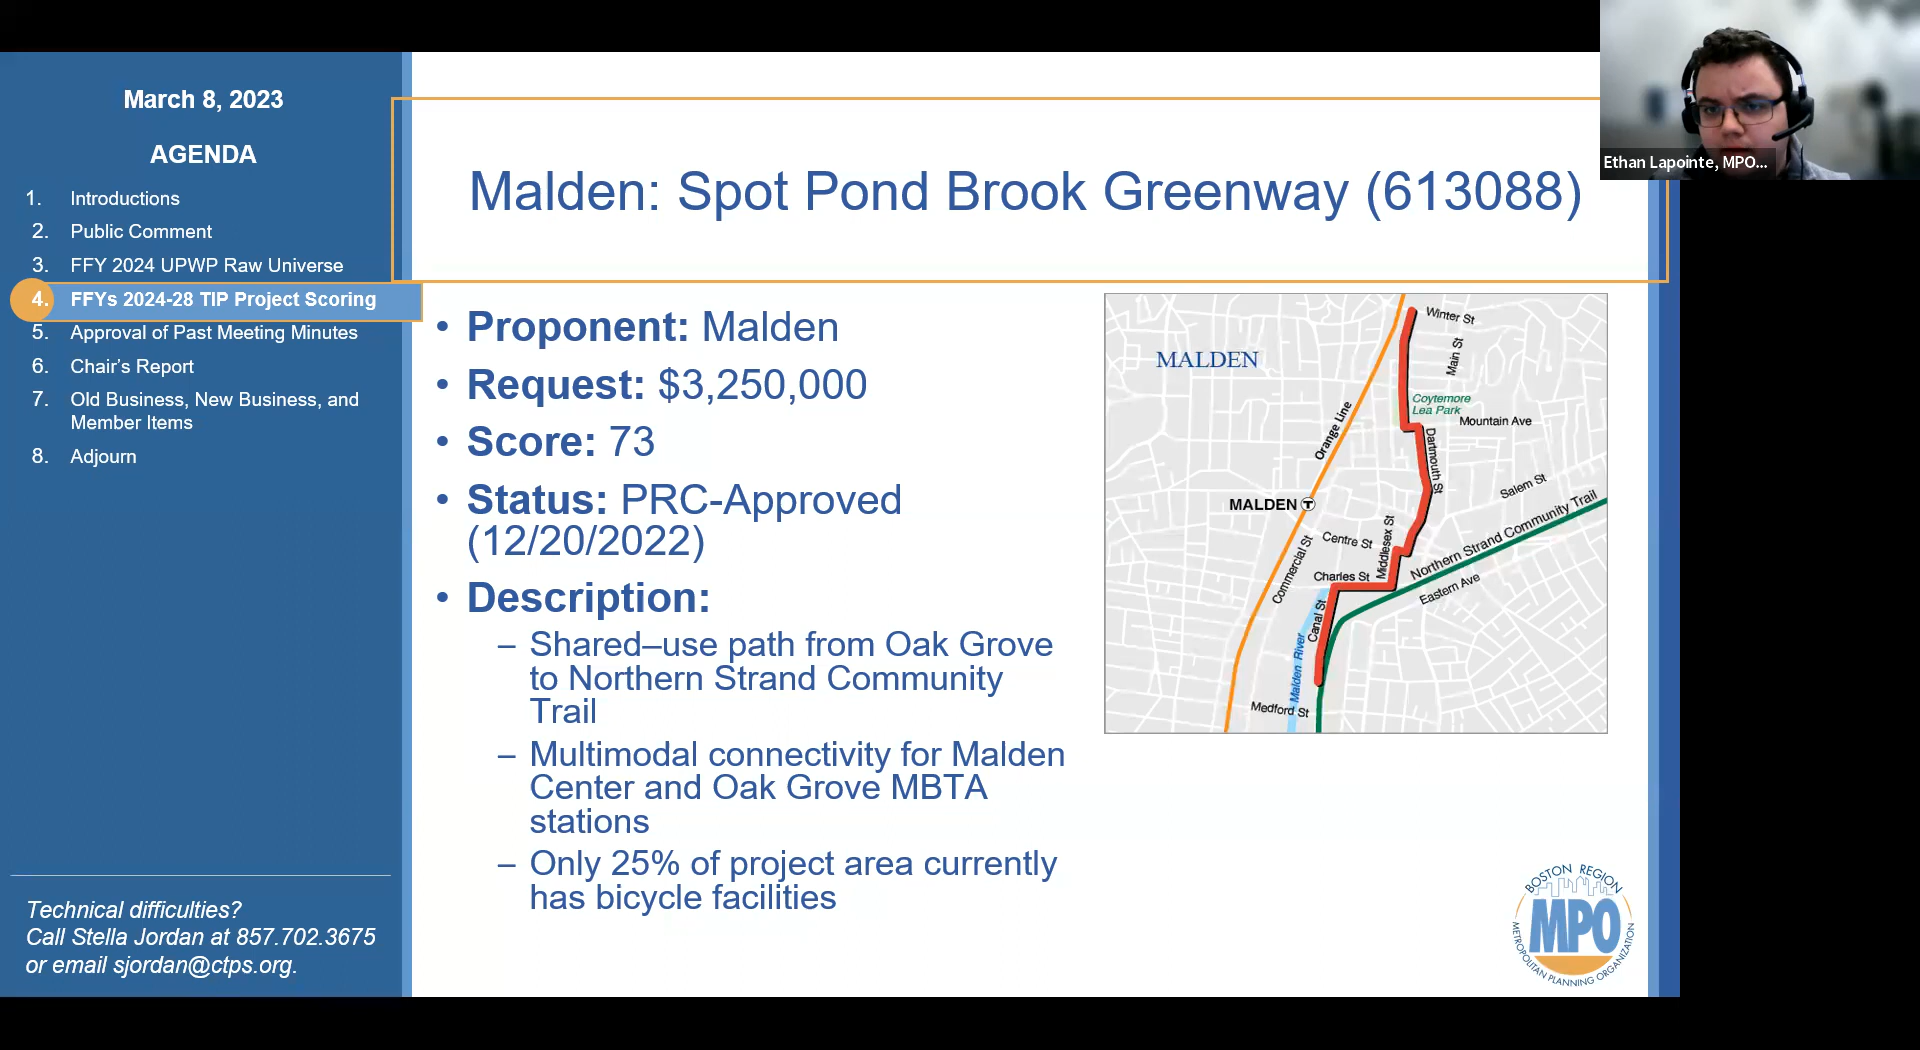 March 8, 2023
AGENDA
1. Introductions
2. Public Comment
3. FFY 2024 UPWP Raw Universe
4. FFYs 2024-28 TIP Project Scoring
5. Approval of Past Meeting Minutes
6. Chair's Report
7. Old Business, New Business, and
Member Items
8. Adjourn
Technical difficulties?
Call Stella Jordan at 857.702.3675
or email sjordan@ctps.org.
Malden: Spot Pond Brook Greenway (613088)
• Proponent: Malden
• Request: $3,250,000
• Score: 73
• Status: PRC-Approved
(12/20/2022)
• Description:
– Shared–use path from Oak Grove
to Northern Strand Community
Trail
– Multimodal connectivity for Malden
Center and Oak Grove MBTA
stations
– Only 25% of project area currently
has bicycle facilities
Winter St
Main St
MALDEN
Coytemore
Lea Park
Mountain Ave
Orange Line
Dartmouth St
Salem St
MALDEN T
Northern Strand Community Trail
Centre St
Middlesex St
Commercial St
Charles St
Eastern Ave
Canal St
Malden River
Medford St
BOSTON REGION
MPO
METROPOLITAN PLANNING ORGANIZATION
Ethan Lapointe, MPO...